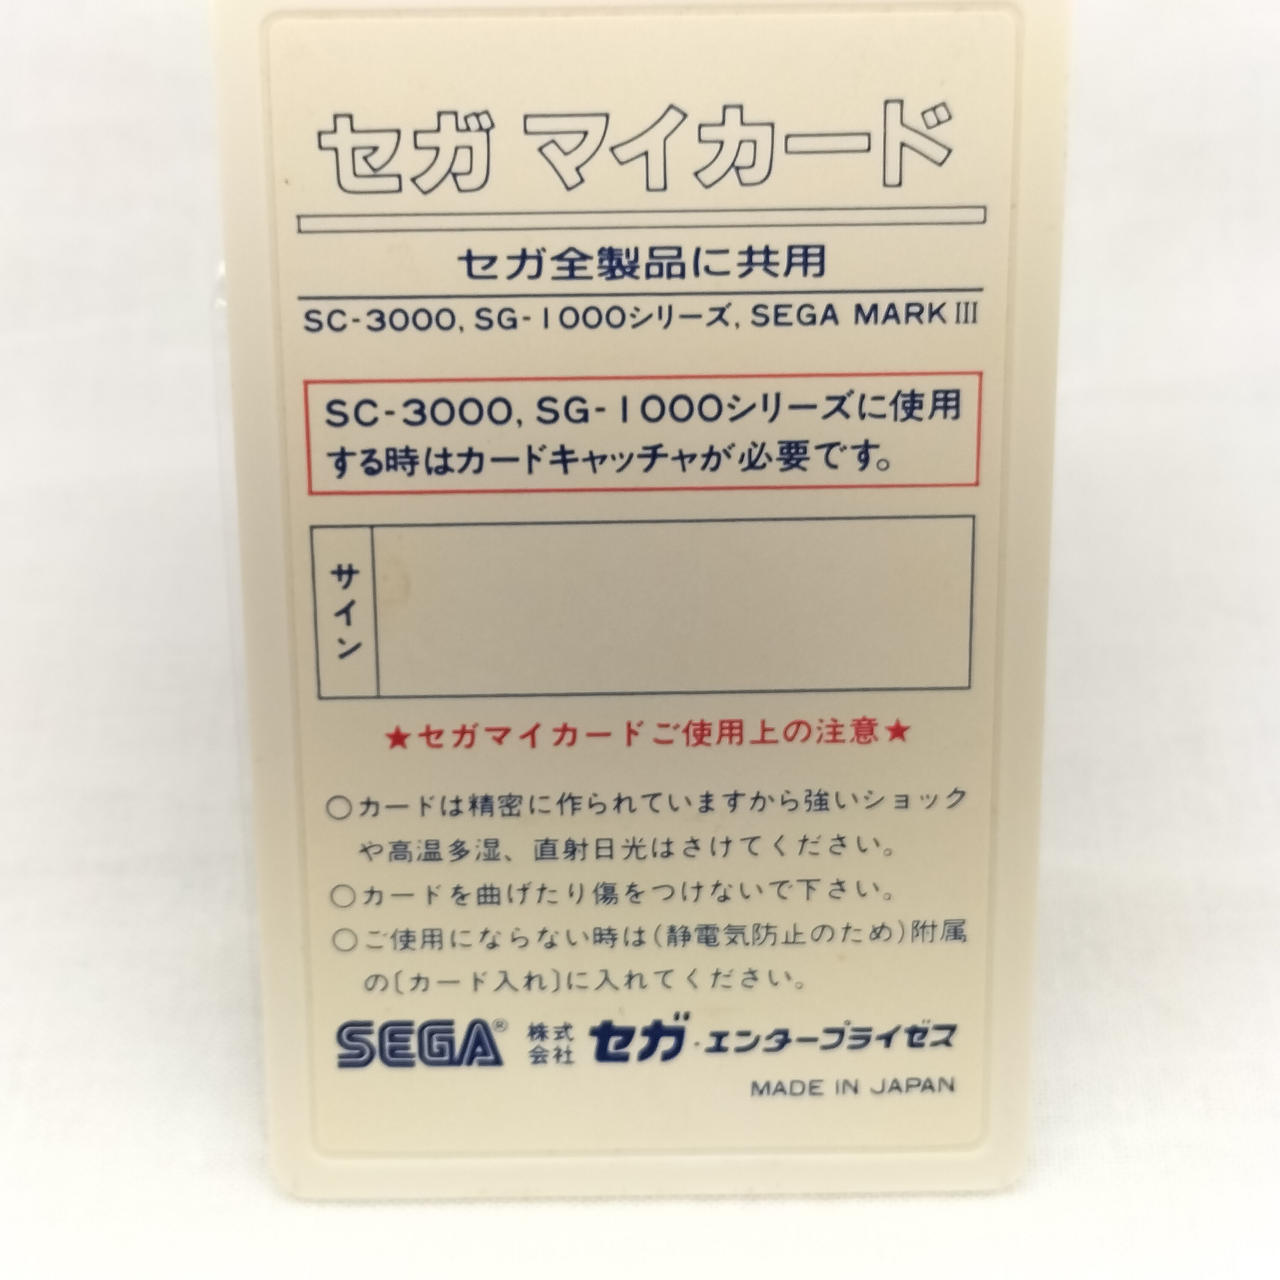 セガ マイカード
セガ全製品に共用
SC-3000, SG-1000シリーズ, SEGA MARK III
SC-3000, SG-1000シリーズに使用
する時はカードキャッチャが必要です。
サイン
★セガマイカードご使用上の注意★
○カードは精密に作られていますから強いショック
や高温多湿、直射日光はさけてください。
○カードを曲げたり傷をつけないで下さい。
○ご使用にならない時は(静電気防止のため)附属
の〔カード入れ〕に入れてください。
SEGA® 株式会社 セガ・エンタープライゼス
MADE IN JAPAN